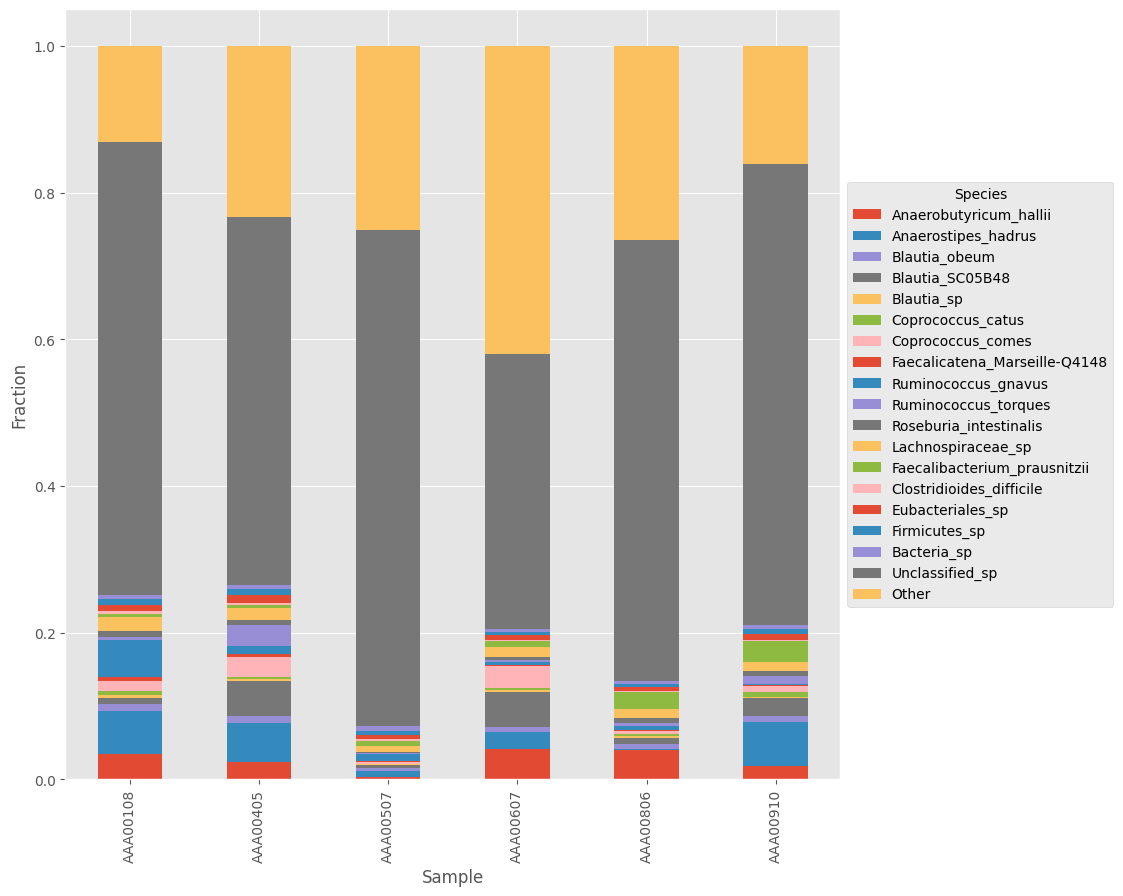 1.0
0.8
0.6
0.4
0.2
0.0
Fraction
AAA00108
AAA00405
AAA00507
AAA00607
AAA00806
AAA00910
Sample
Species
Anaerobutyricum_hallii
Anaerostipes_hadrus
Blautia_obeum
Blautia_SC05B48
Blautia_sp
Coprococcus_catus
Coprococcus_comes
Faecalicatena_Marseille-Q4148
Ruminococcus_gnavus
Ruminococcus_torques
Roseburia_intestinalis
Lachnospiraceae_sp
Faecalibacterium_prausnitzii
Clostridioides_difficile
Eubacteriales_sp
Firmicutes_sp
Bacteria_sp
Unclassified_sp
Other